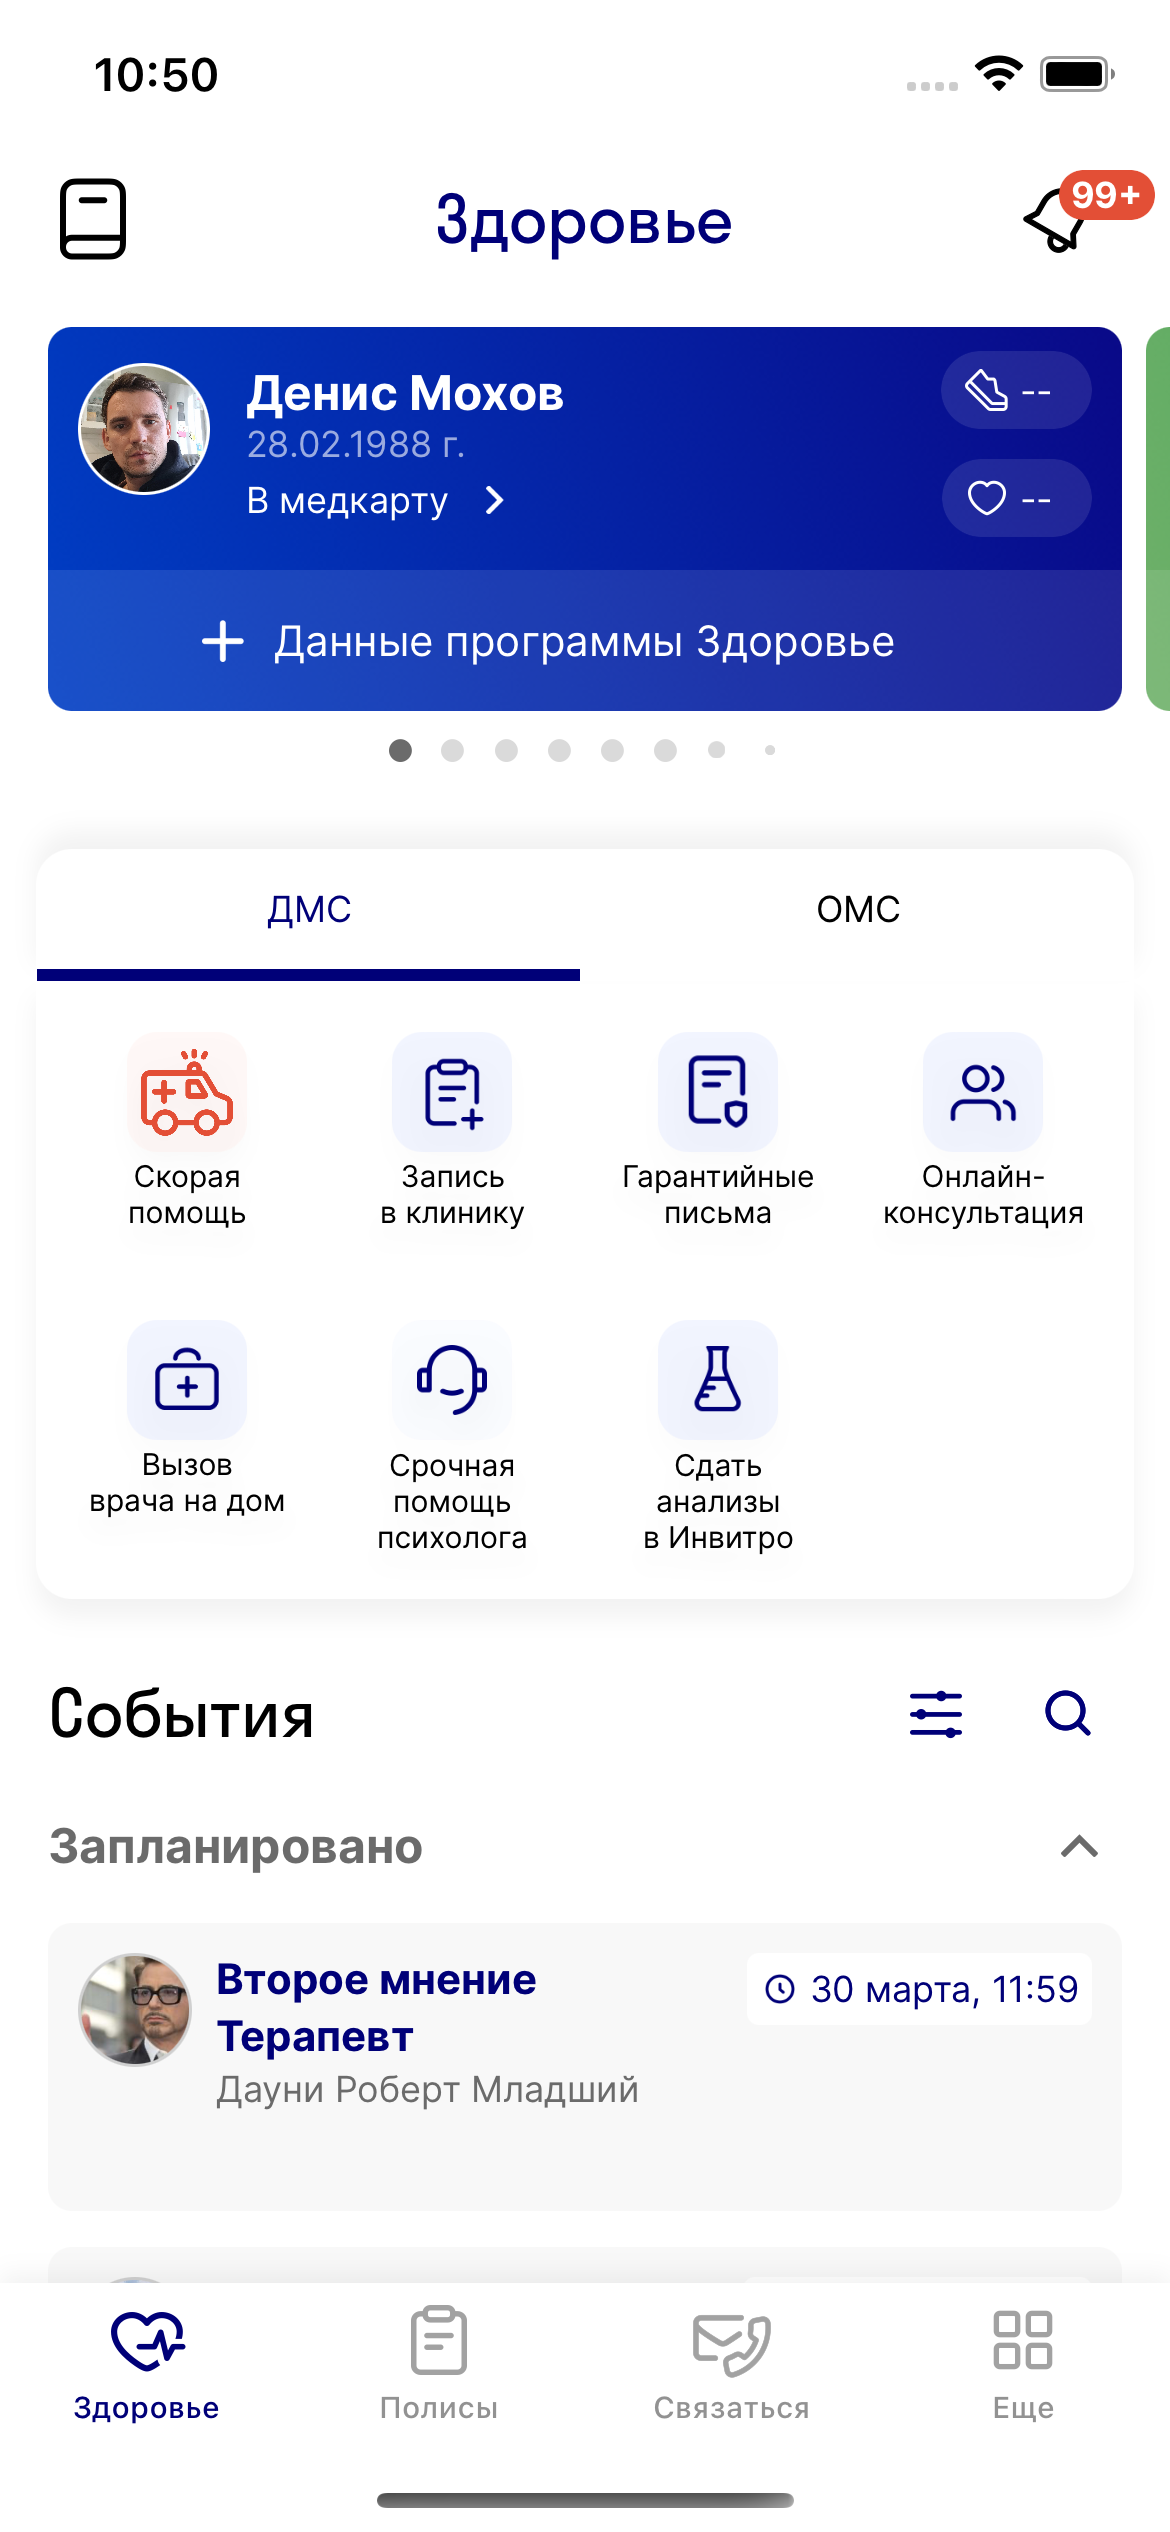 10:50
Здоровье
99+
Денис Мохов
28.02.1988 г.
В медкарту
--
--
Данные программы Здоровье
ДМС
ОМС
Скорая
помощь
Запись
в клинику
Гарантийные
письма
Онлайн-
консультация
Вызов
врача на дом
Срочная
помощь
психолога
Сдать
анализы
в Инвитро
События
Запланировано
Второе мнение
Терапевт
30 марта, 11:59
Дауни Роберт Младший
Здоровье
Полисы
Связаться
Еще